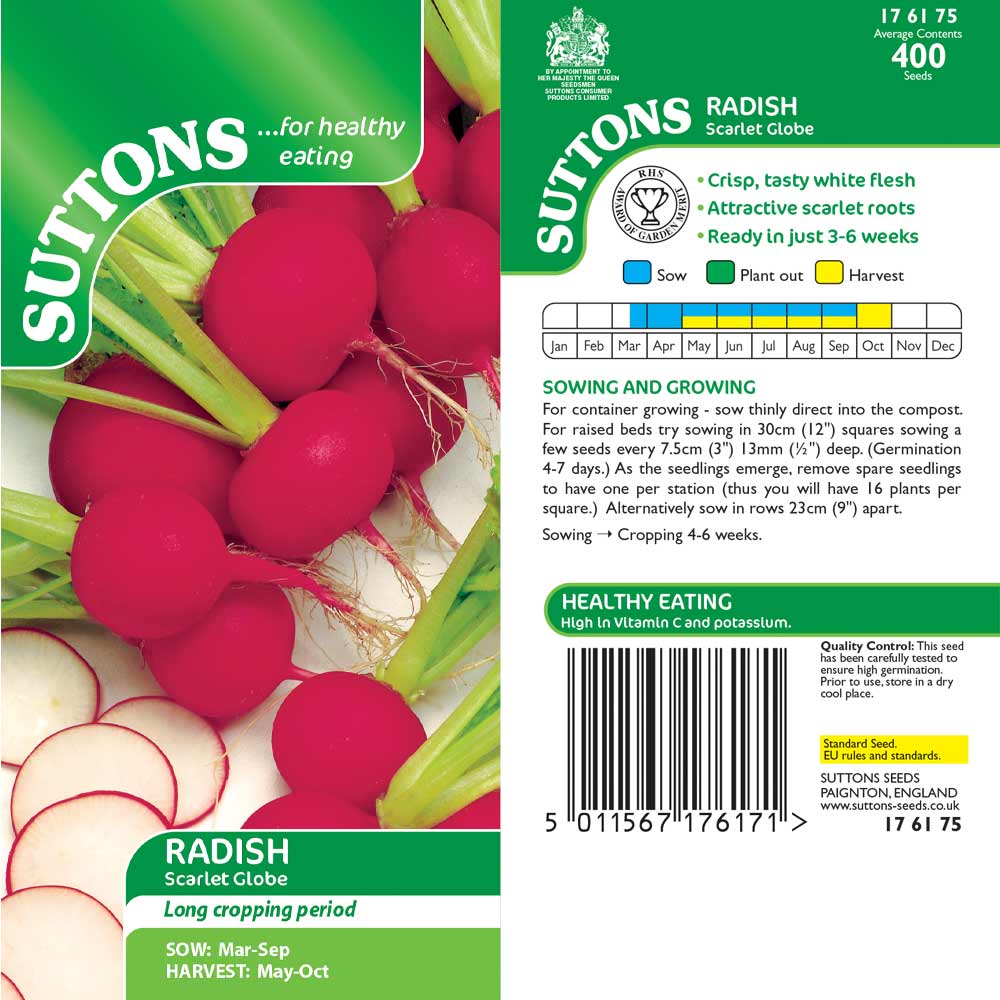 SUTTONS
...for healthy
eating
RADISH
Scarlet Globe
Long cropping period
SOW: Mar-Sep
HARVEST: May-Oct
BY APPOINTMENT TO
HER MAJESTY THE QUEEN
SEEDSMEN
SUTTONS CONSUMER
PRODUCTS LIMITED
17 61 75
Average Contents
400
Seeds
SUTTONS
RADISH
Scarlet Globe
RHS
AWARD OF GARDEN MERIT
• Crisp, tasty white flesh
• Attractive scarlet roots
• Ready in just 3-6 weeks
Sow Plant out Harvest
Jan Feb Mar Apr May Jun Jul Aug Sep Oct Nov Dec
SOWING AND GROWING
For container growing - sow thinly direct into the compost.
For raised beds try sowing in 30cm (12") squares sowing a
few seeds every 7.5cm (3") 13mm (½") deep. (Germination
4-7 days.) As the seedlings emerge, remove spare seedlings
to have one per station (thus you will have 16 plants per
square.) Alternatively sow in rows 23cm (9") apart.
Sowing → Cropping 4-6 weeks.
HEALTHY EATING
High in Vitamin C and potassium.
5 011567 176171 >
Quality Control: This seed
has been carefully tested to
ensure high germination.
Prior to use, store in a dry
cool place.
Standard Seed.
EU rules and standards.
SUTTONS SEEDS
PAIGNTON, ENGLAND
www.suttons-seeds.co.uk
17 61 75